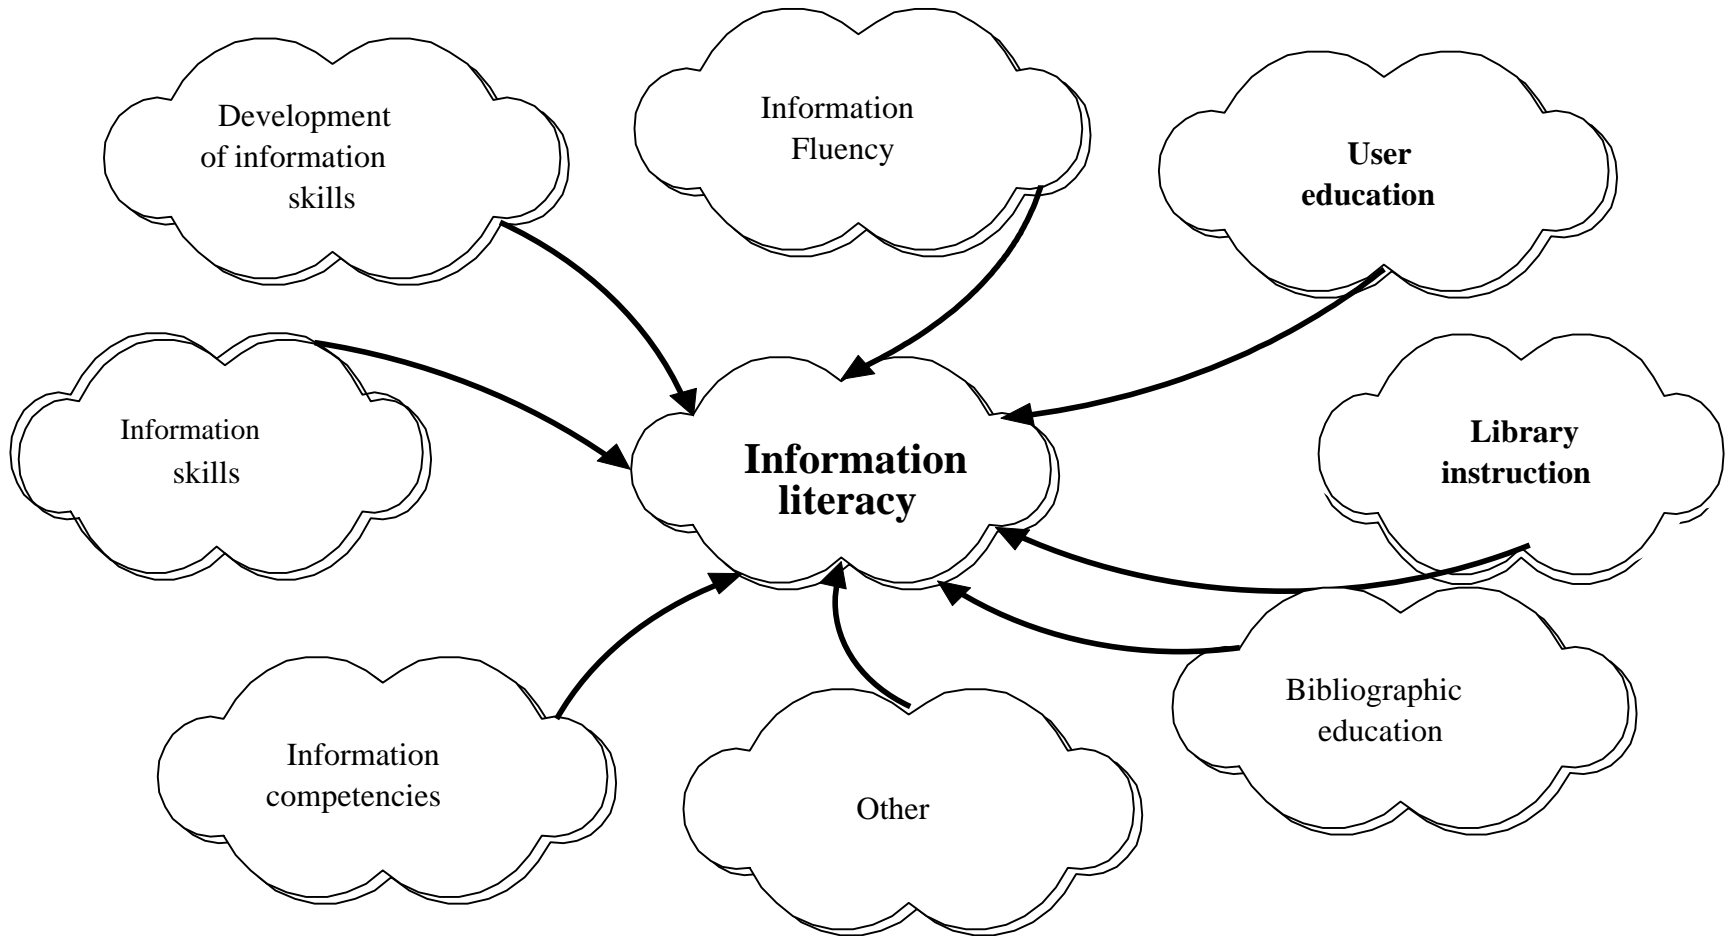 Development
of information
skills
Information
Fluency
User
education
Information
skills
Information
literacy
Library
instruction
Information
competencies
Other
Bibliographic
education